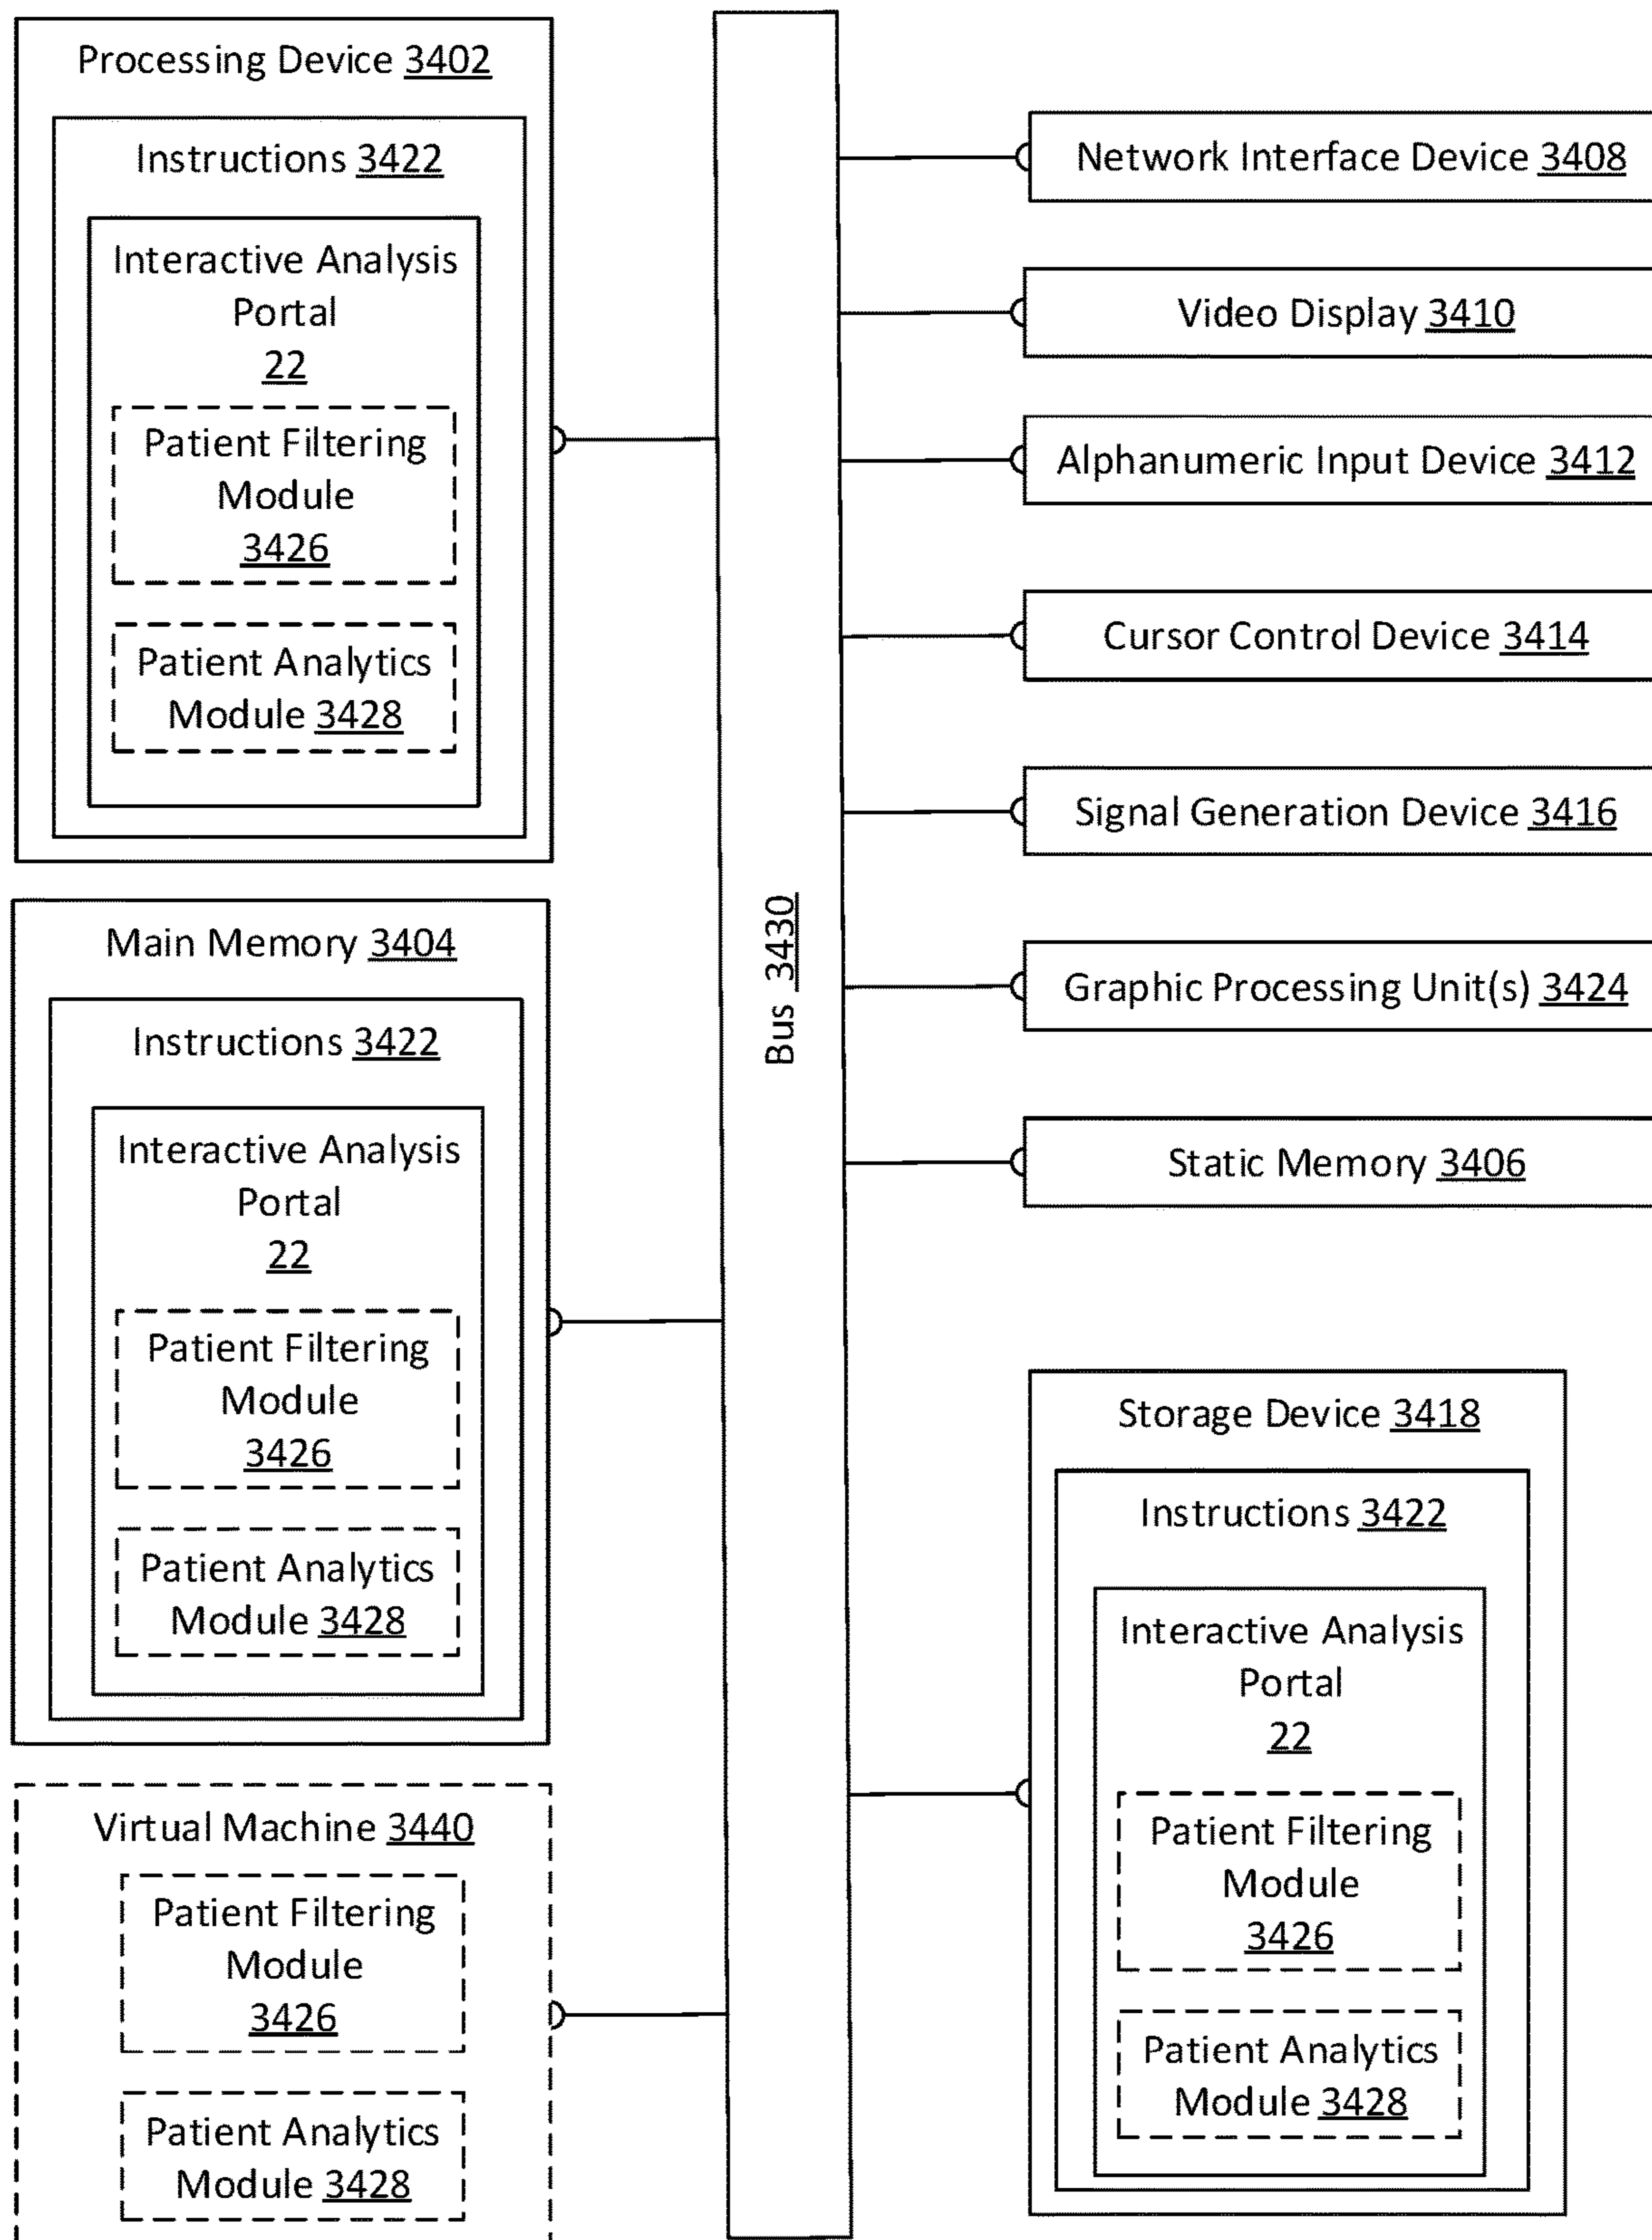 Processing Device 3402
Instructions 3422
Interactive Analysis
Portal
22
Patient Filtering
Module
3426
Patient Analytics
Module 3428
Main Memory 3404
Instructions 3422
Interactive Analysis
Portal
22
Patient Filtering
Module
3426
Patient Analytics
Module 3428
Virtual Machine 3440
Patient Filtering
Module
3426
Patient Analytics
Module 3428
Bus 3430
Network Interface Device 3408
Video Display 3410
Alphanumeric Input Device 3412
Cursor Control Device 3414
Signal Generation Device 3416
Graphic Processing Unit(s) 3424
Static Memory 3406
Storage Device 3418
Instructions 3422
Interactive Analysis
Portal
22
Patient Filtering
Module
3426
Patient Analytics
Module 3428